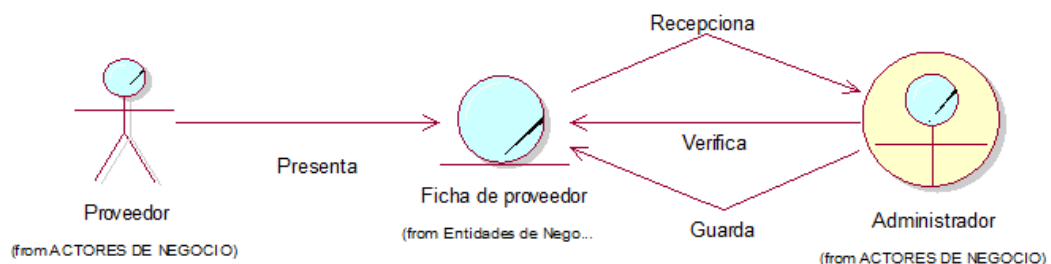 Recepciona
Presenta
Verifica
Guarda
Proveedor
(from ACTORES DE NEGOCIO)
Ficha de proveedor
(from Entidades de Nego...
Administrador
(from ACTORES DE NEGOCIO)